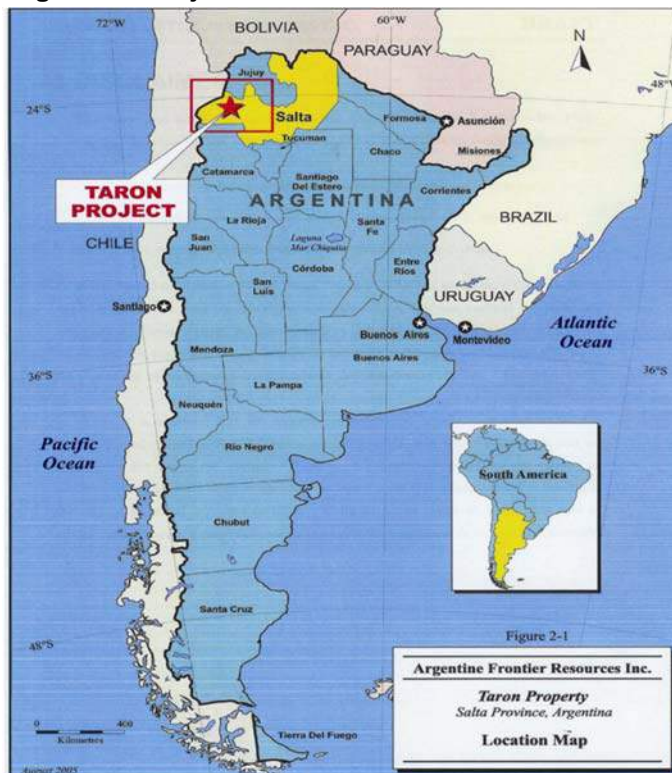 72°W
60°W
BOLIVIA
PARAGUAY
N
48°W
Jujuy
24°S
Salta
Formosa
Asunción
Tucuman
Chaco
Misiones
TARON
PROJECT
Catamarca
Santiago
Del Estero
Corrientes
ARGENTINA
La Rioja
Santa
Fe
BRAZIL
CHILE
San
Juan
Laguna
Mar Chiquita
Córdoba
Entre
Rios
San
Luis
URUGUAY
Santiago
Buenos Aires
Montevideo
Atlantic
Ocean
Mendoza
Buenos Aires
36°S
36°S
La Pampa
Neuquén
Pacific
Ocean
Rio Negro
South America
Chubut
Santa Cruz
48°S
Figure 2-1
Argentine Frontier Resources Inc.
Taron Property
Salta Province, Argentina
Location Map
0
400
Kilometers
Tierra Del Fuego
August 2005